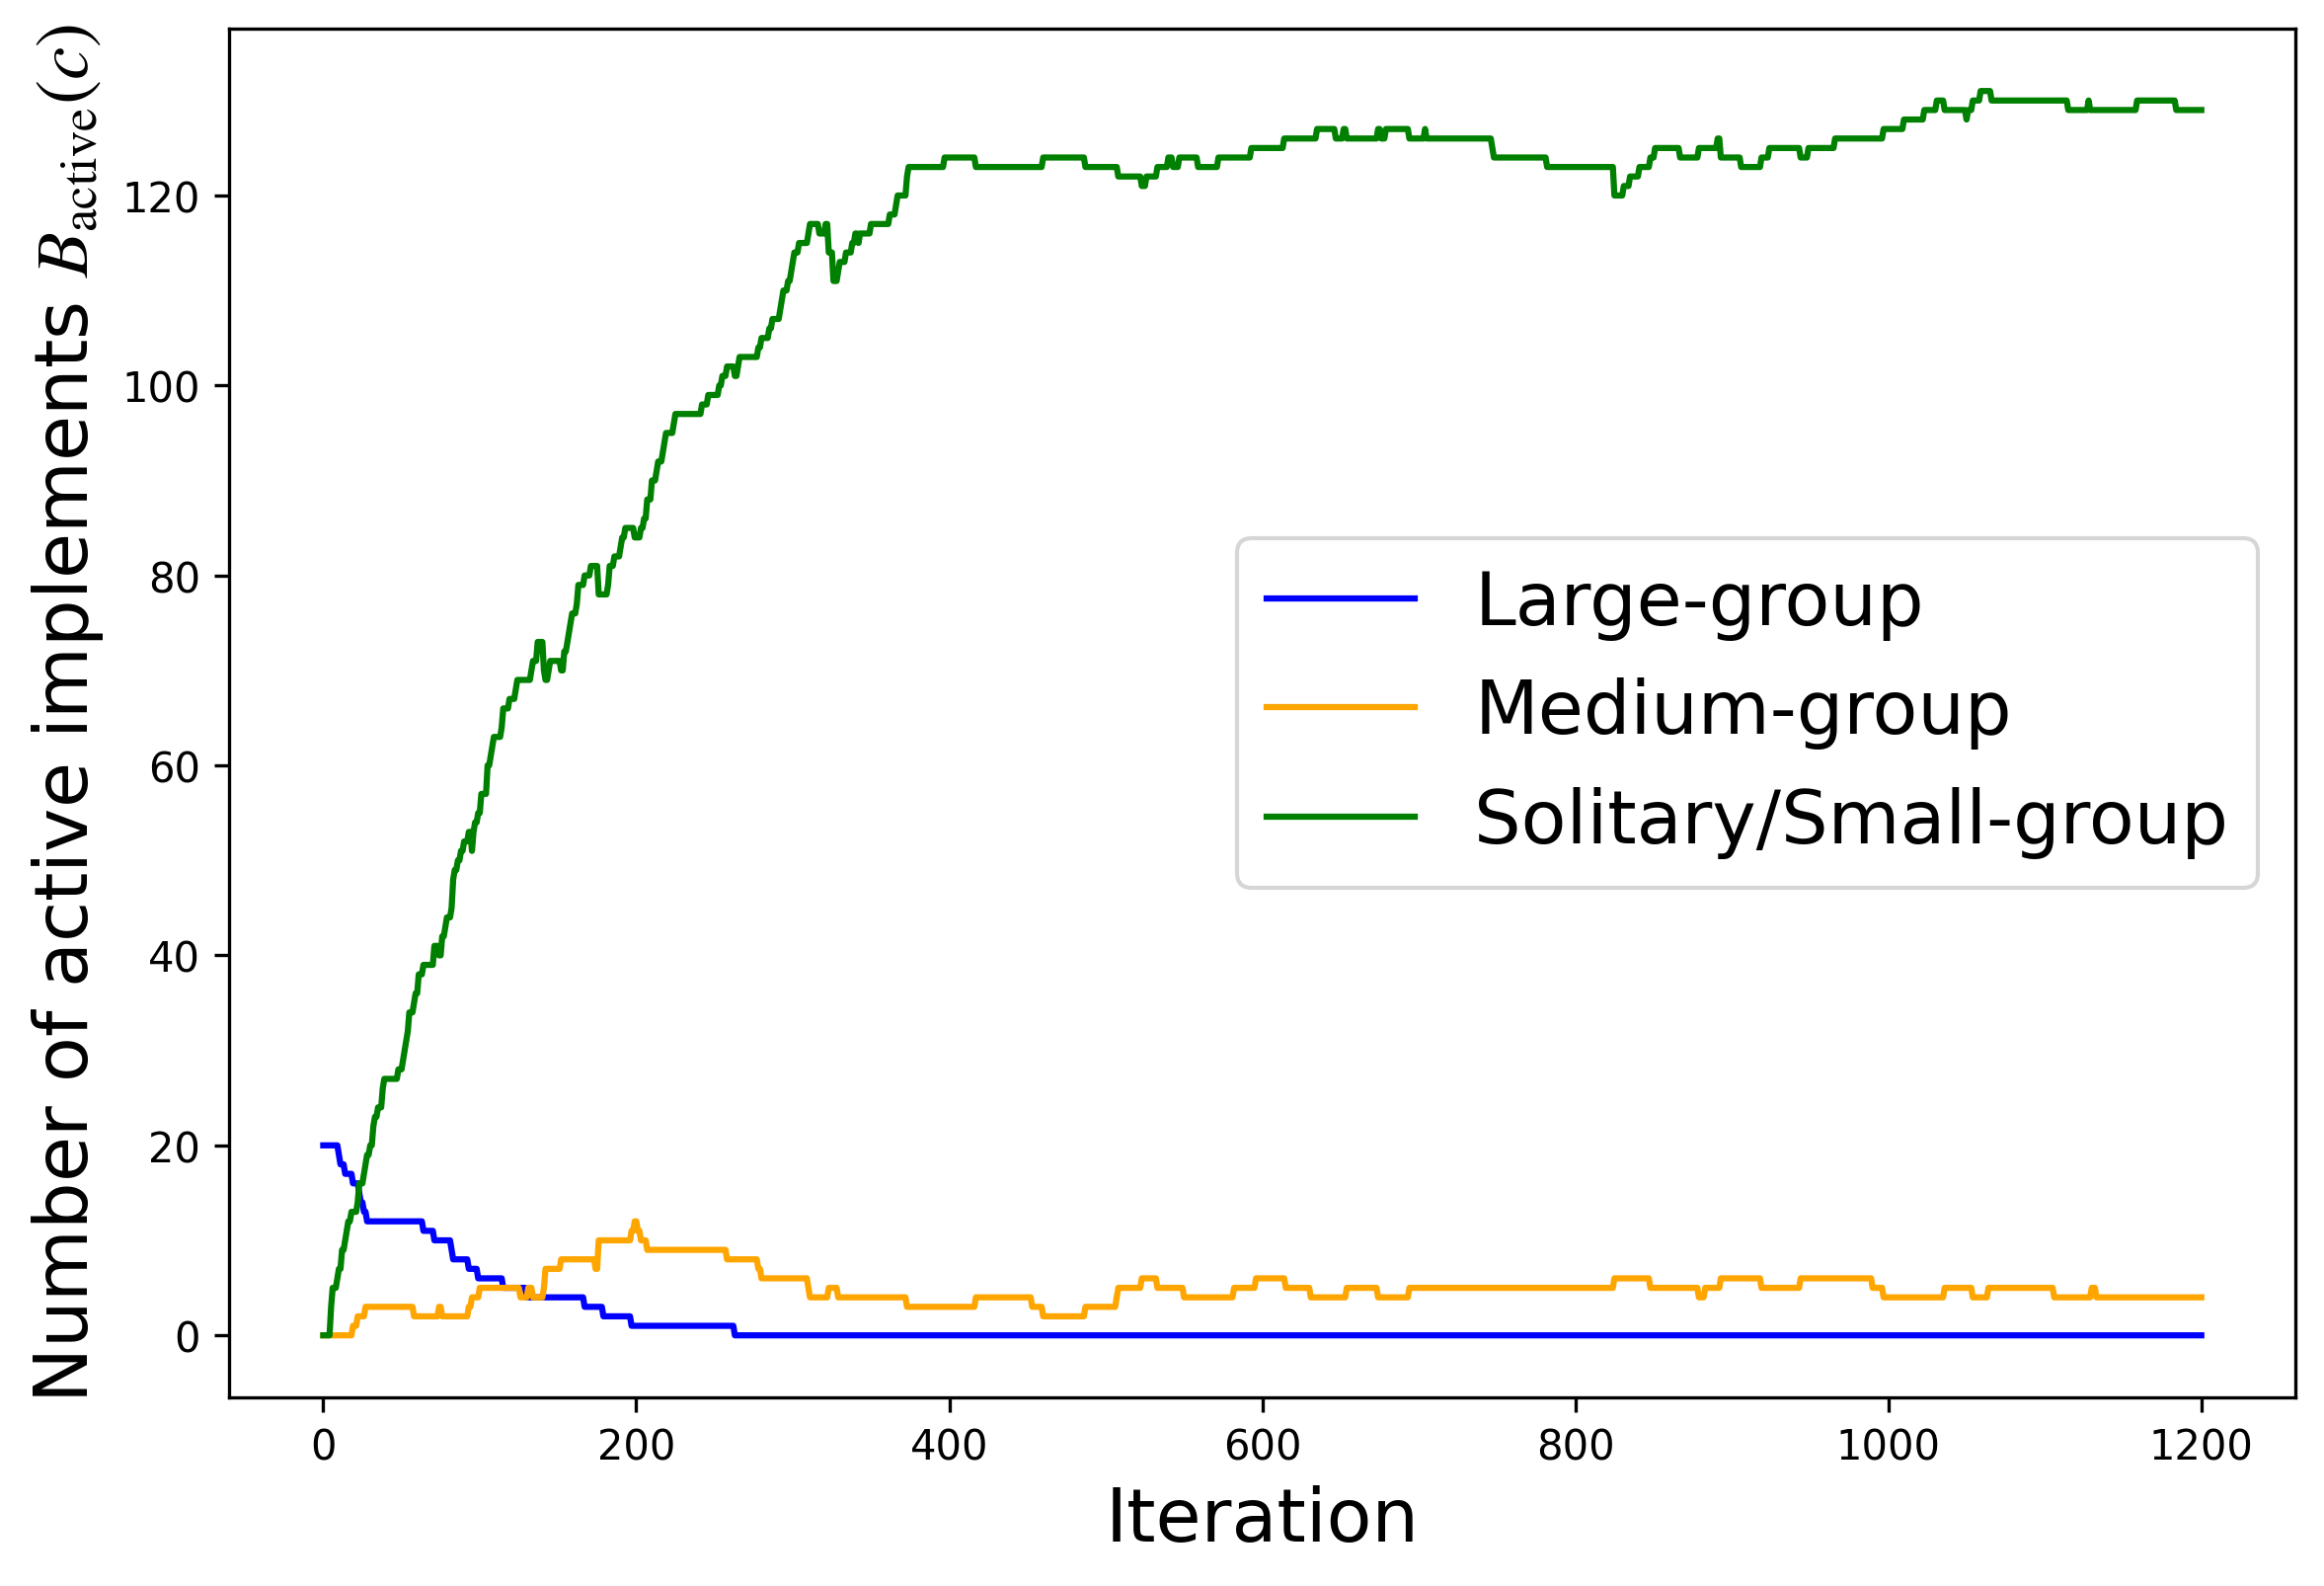 Number of active implements B_active(c)
120
100
80
60
40
20
0
Large-group
Medium-group
Solitary/Small-group
0 200 400 600 800 1000 1200
Iteration